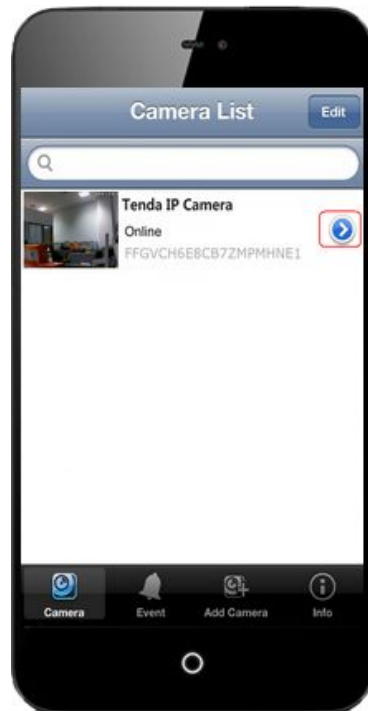 Camera List
Edit
Tenda IP Camera
Online
FFGVCH6E8CB7ZMPMHNE1
Camera
Event
Add Camera
Info